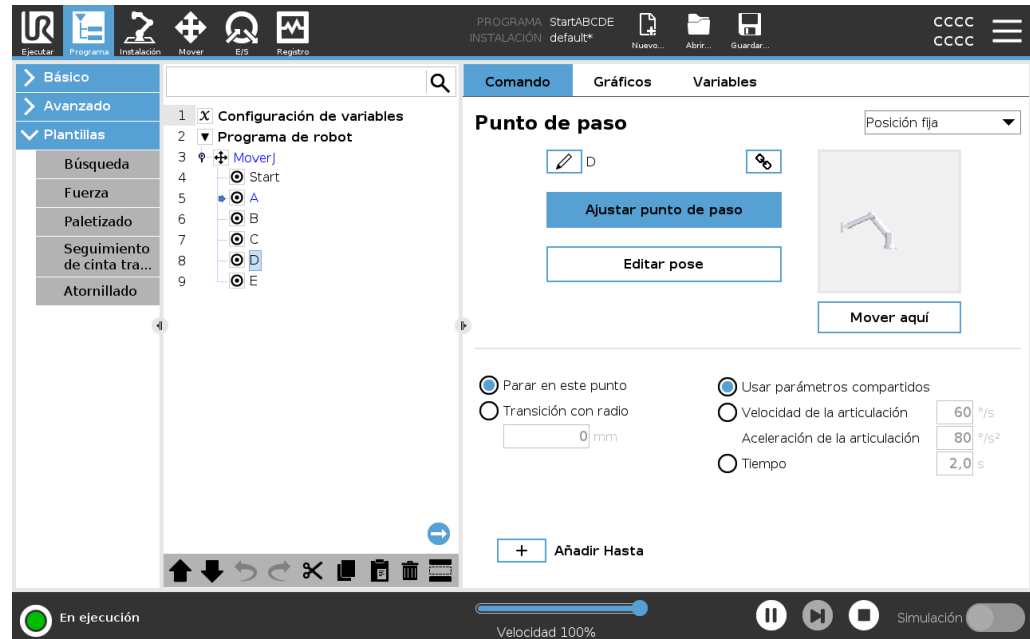 UR
PROGRAMA StartABCDE
INSTALACIÓN default*
Ejecutar
Programa
Instalación
Mover
E/S
Registro
Nuevo...
Abrir...
Guardar...
CCCC
CCCC
Básico
Avanzado
Plantillas
Búsqueda
Fuerza
Paletizado
Seguimiento
de cinta tra...
Atornillado
1 X Configuración de variables
2 Programa de robot
3 MoverJ
4 Start
5 A
6 B
7 C
8 D
9 E
Comando Gráficos Variables
Punto de paso
Posición fija
D
Ajustar punto de paso
Editar pose
Mover aquí
Parar en este punto
Transición con radio
0 mm
Usar parámetros compartidos
Velocidad de la articulación 60 °/s
Aceleración de la articulación 80 °/s²
Tiempo 2,0 s
+ Añadir Hasta
En ejecución
Velocidad 100%
Simulación